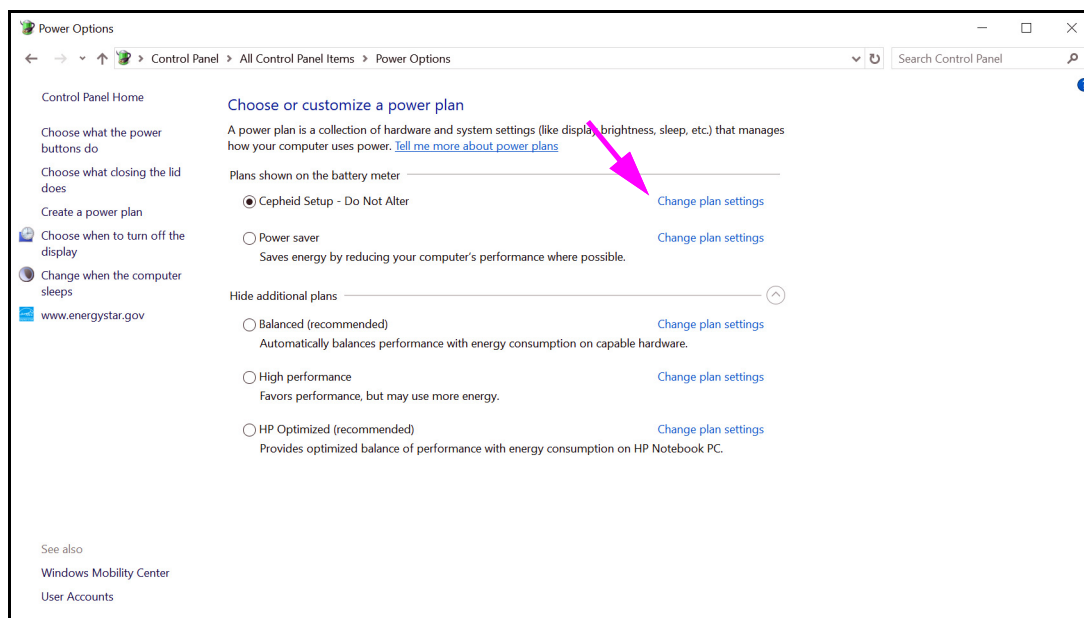 Power Options
Control Panel > All Control Panel Items > Power Options
Search Control Panel
Control Panel Home
Choose what the power
buttons do
Choose what closing the lid
does
Create a power plan
Choose when to turn off the
display
Change when the computer
sleeps
www.energystar.gov
Choose or customize a power plan
A power plan is a collection of hardware and system settings (like display brightness, sleep, etc.) that manages
how your computer uses power. Tell me more about power plans
Plans shown on the battery meter
Cepheid Setup - Do Not Alter Change plan settings
Power saver Change plan settings
Saves energy by reducing your computer's performance where possible.
Hide additional plans
Balanced (recommended) Change plan settings
Automatically balances performance with energy consumption on capable hardware.
High performance Change plan settings
Favors performance, but may use more energy.
HP Optimized (recommended) Change plan settings
Provides optimized balance of performance with energy consumption on HP Notebook PC.
See also
Windows Mobility Center
User Accounts